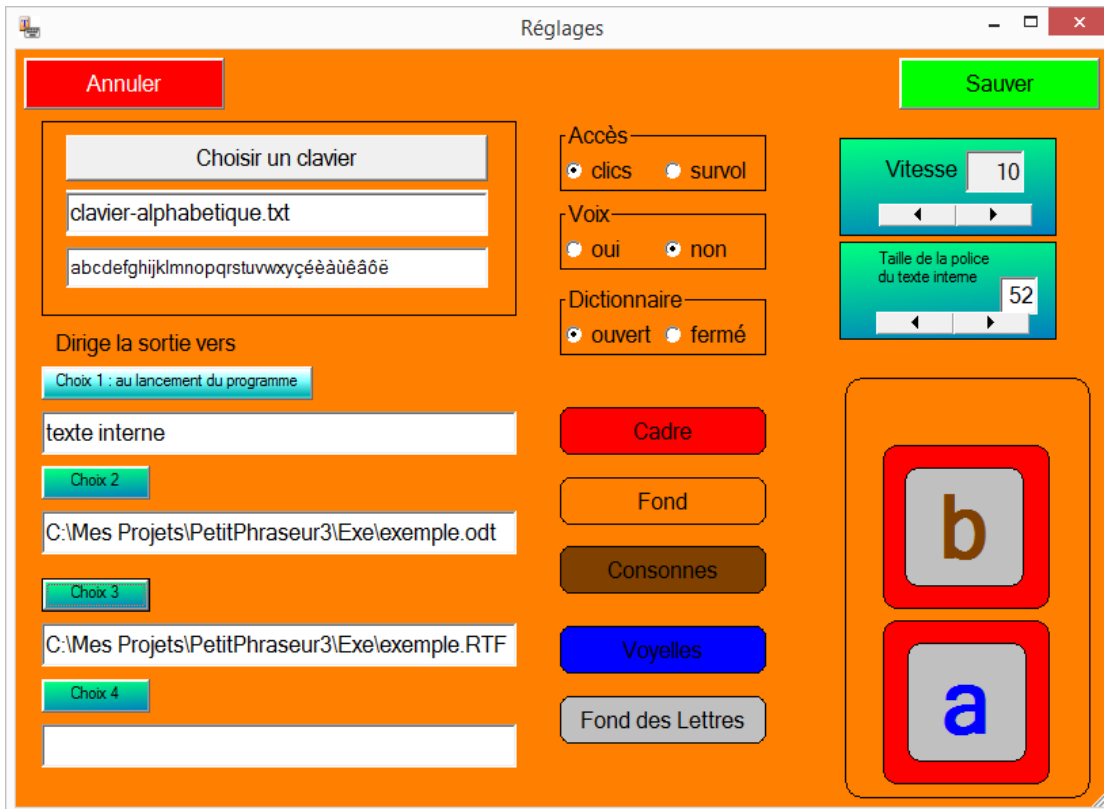 Réglages
Annuler
Sauver
Choisir un clavier
clavier-alphabetique.txt
abcdefghijklmnopqrstuvwxyçéèàùêâôë
Dirige la sortie vers
Choix 1 : au lancement du programme
texte interne
Choix 2
C:\Mes Projets\PetitPhraseur3\Exe\exemple.odt
Choix 3
C:\Mes Projets\PetitPhraseur3\Exe\exemple.RTF
Choix 4
Accès
clics survol
Voix
oui non
Dictionnaire
ouvert fermé
Cadre
Fond
Consonnes
Voyelles
Fond des Lettres
Vitesse 10
Taille de la police
du texte interne
52
b
a